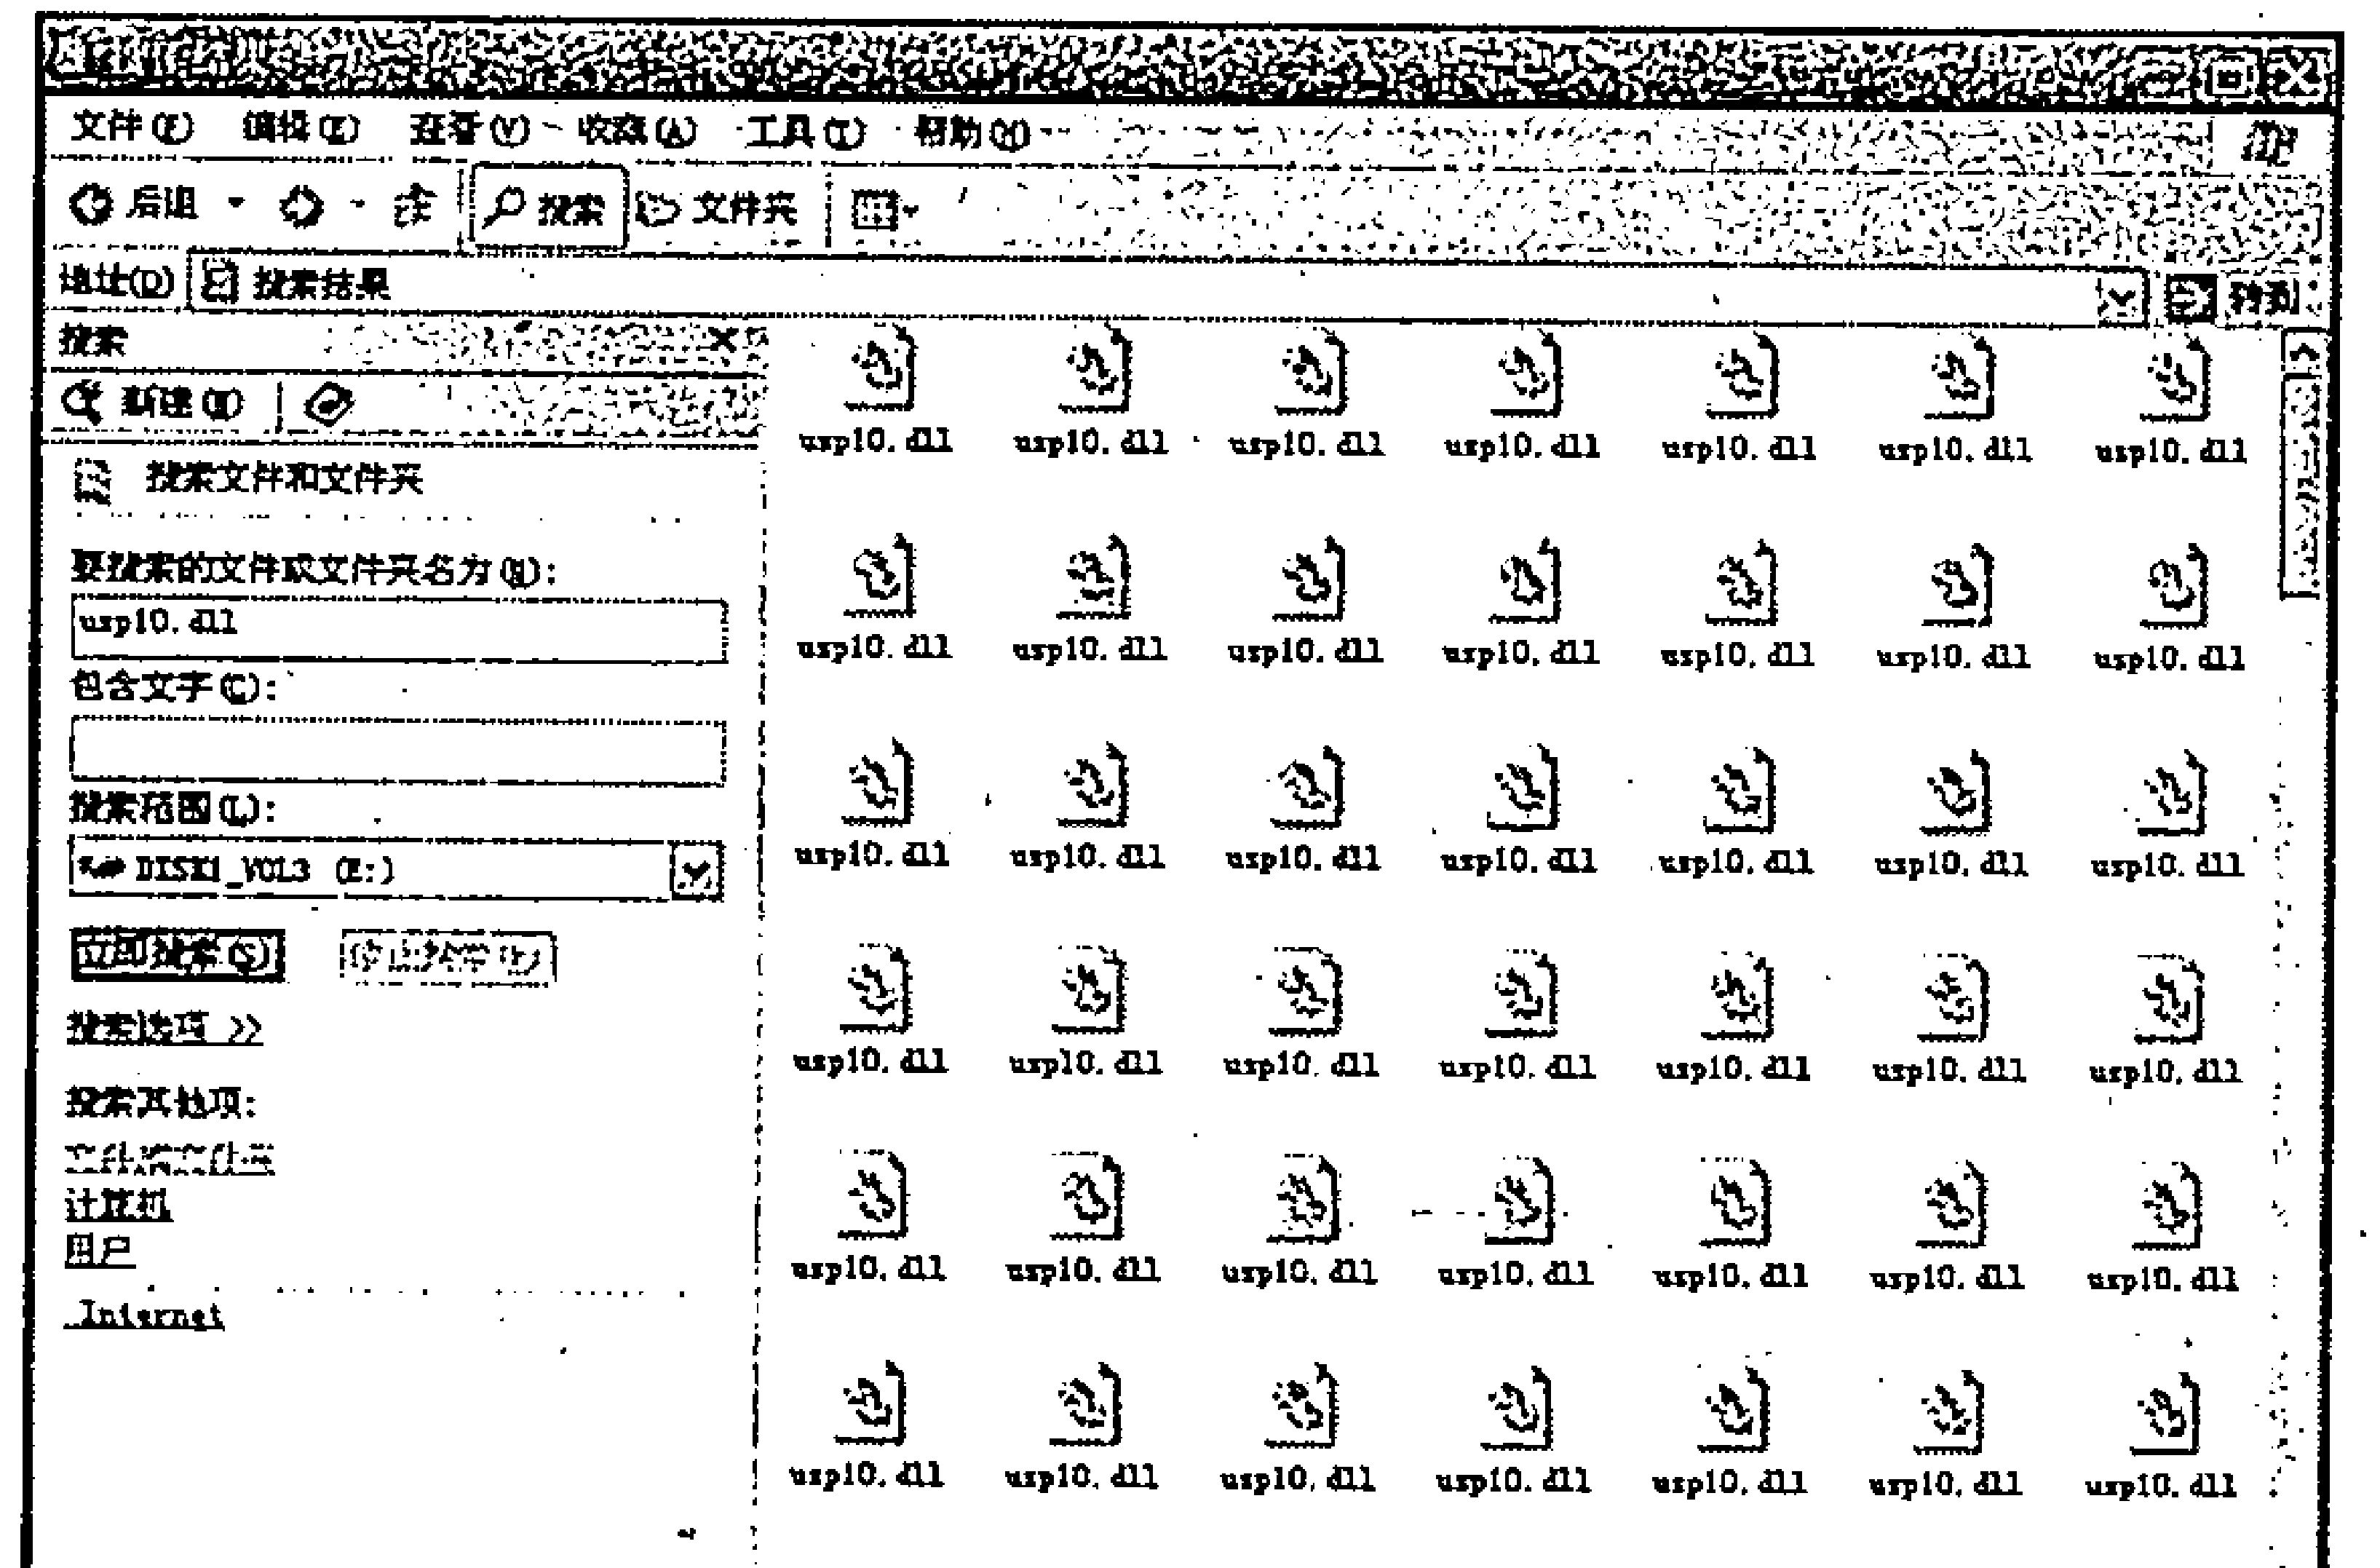 文件(F) 编辑(E) 查看(V) 收藏(A) 工具(T) 帮助(H)
后退 搜索 文件夹
地址(D) 搜索结果 转到
搜索
新建(N)
搜索文件和文件夹
要搜索的文件或文件夹名为(M):
usp10.dll
包含文字(C):
搜索范围(L):
DISK1_VOL3 (E:)
立即搜索(S) 停止搜索(P)
搜索选项 >>
搜索其他项:
文件或文件夹
计算机
用户
Internet
usp10.dll usp10.dll usp10.dll usp10.dll usp10.dll usp10.dll usp10.dll
usp10.dll usp10.dll usp10.dll usp10.dll usp10.dll usp10.dll usp10.dll
usp10.dll usp10.dll usp10.dll usp10.dll usp10.dll usp10.dll usp10.dll
usp10.dll usp10.dll usp10.dll usp10.dll usp10.dll usp10.dll usp10.dll
usp10.dll usp10.dll usp10.dll usp10.dll usp10.dll usp10.dll usp10.dll
usp10.dll usp10.dll usp10.dll usp10.dll usp10.dll usp10.dll usp10.dll